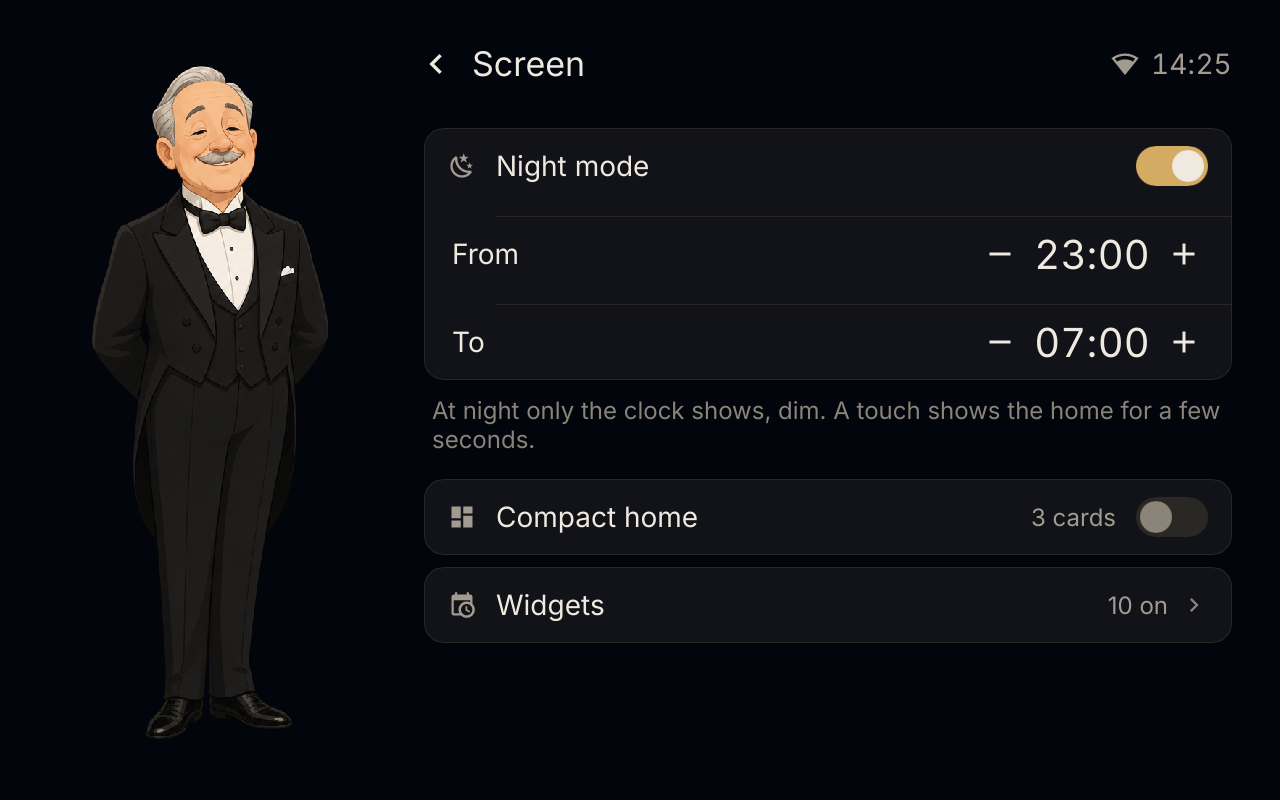 Screen
14:25
Night mode
From
− 23:00 +
To
− 07:00 +
At night only the clock shows, dim. A touch shows the home for a few
seconds.
Compact home
3 cards
Widgets
10 on